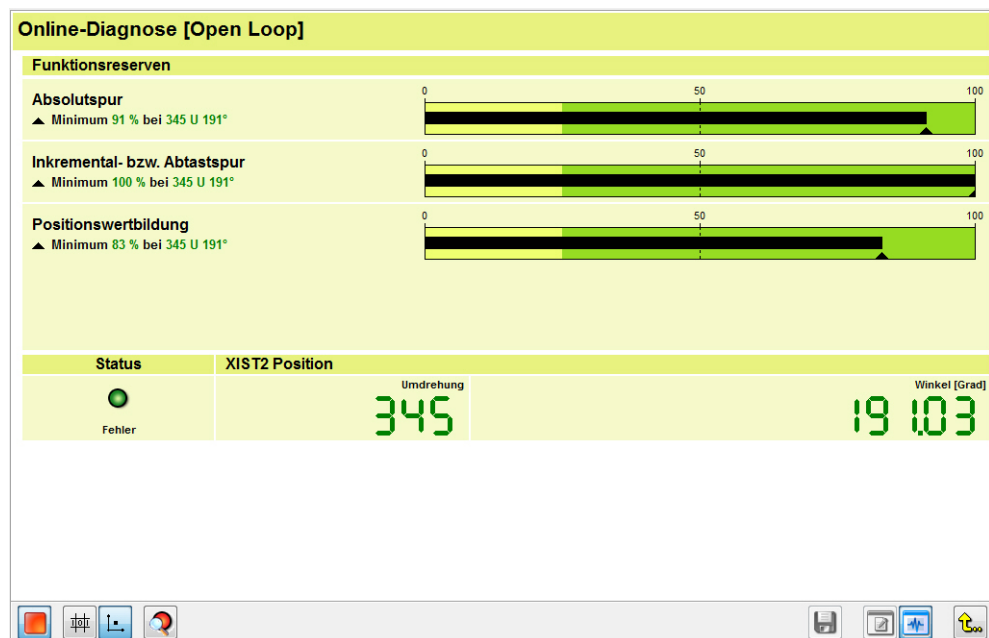 Online-Diagnose [Open Loop]
Funktionsreserven
Absolutspur
0 50 100
▲ Minimum 91 % bei 345 U 191°
Inkremental- bzw. Abtastspur
0 50 100
▲ Minimum 100 % bei 345 U 191°
Positionswertbildung
0 50 100
▲ Minimum 83 % bei 345 U 191°
Status XIST2 Position
Umdrehung Winkel [Grad]
345 191.03
Fehler